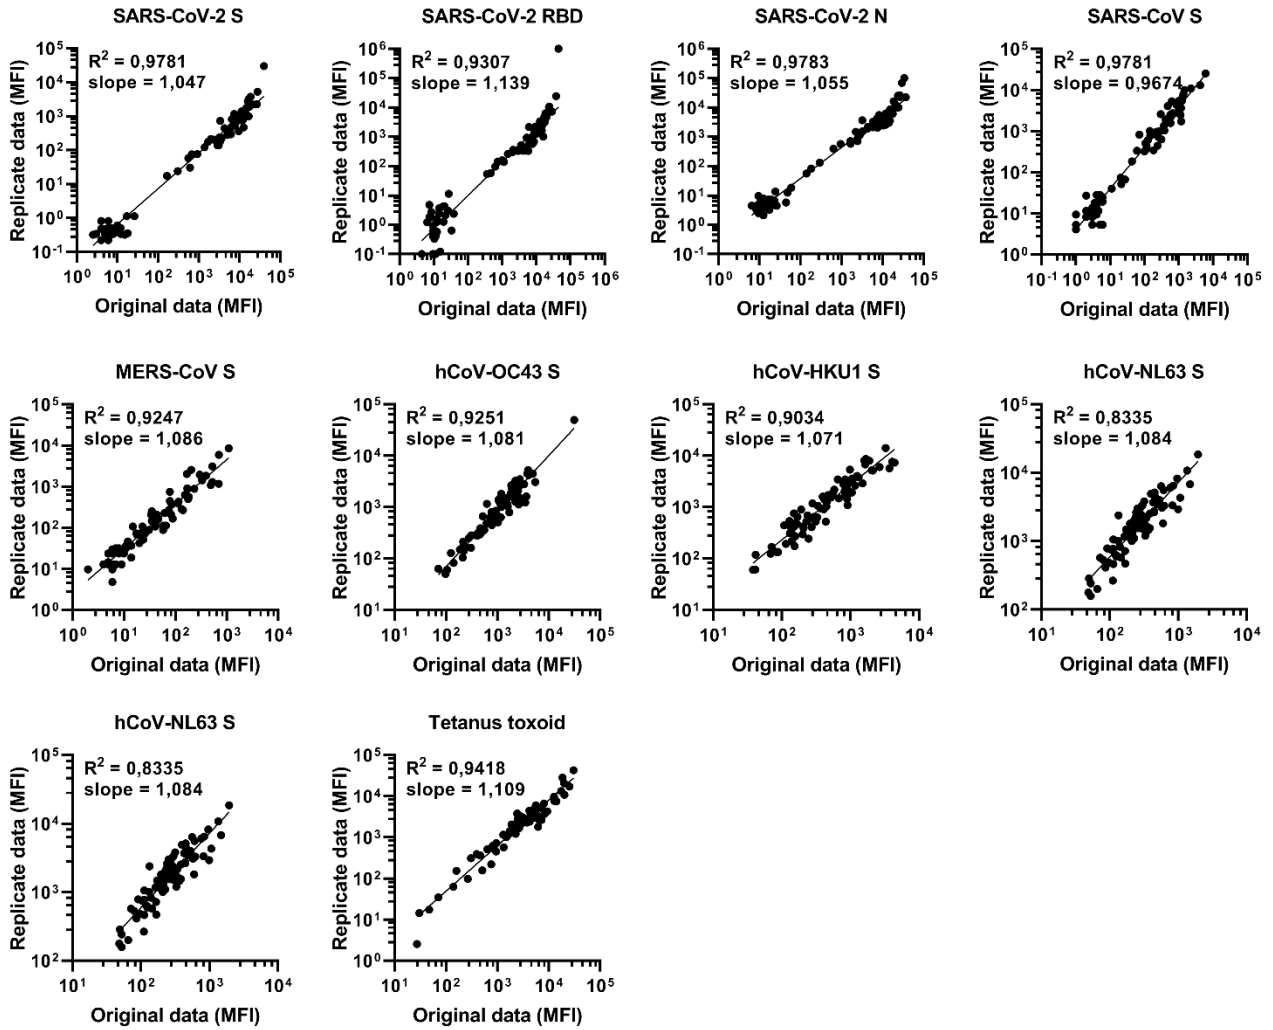 SARS-CoV-2 S
R² = 0,9781
slope = 1,047
Replicate data (MFI)
10⁵
10⁴
10³
10²
10¹
10⁰
10⁻¹
10⁰ 10¹ 10² 10³ 10⁴ 10⁵
Original data (MFI)
SARS-CoV-2 RBD
R² = 0,9307
slope = 1,139
Replicate data (MFI)
10⁶
10⁵
10⁴
10³
10²
10¹
10⁰
10⁻¹
10⁰ 10¹ 10² 10³ 10⁴ 10⁵ 10⁶
Original data (MFI)
SARS-CoV-2 N
R² = 0,9783
slope = 1,055
Replicate data (MFI)
10⁶
10⁵
10⁴
10³
10²
10¹
10⁰
10⁰ 10¹ 10² 10³ 10⁴ 10⁵
Original data (MFI)
SARS-CoV S
R² = 0,9781
slope = 0,9674
Replicate data (MFI)
10⁵
10⁴
10³
10²
10¹
10⁰
10⁻¹ 10⁰ 10¹ 10² 10³ 10⁴ 10⁵
Original data (MFI)
MERS-CoV S
R² = 0,9247
slope = 1,086
Replicate data (MFI)
10⁵
10⁴
10³
10²
10¹
10⁰
10⁰ 10¹ 10² 10³ 10⁴
Original data (MFI)
hCoV-OC43 S
R² = 0,9251
slope = 1,081
Replicate data (MFI)
10⁵
10⁴
10³
10²
10¹
10¹ 10² 10³ 10⁴ 10⁵
Original data (MFI)
hCoV-HKU1 S
R² = 0,9034
slope = 1,071
Replicate data (MFI)
10⁵
10⁴
10³
10²
10¹
10¹ 10² 10³ 10⁴
Original data (MFI)
hCoV-NL63 S
R² = 0,8335
slope = 1,084
Replicate data (MFI)
10⁵
10⁴
10³
10²
10¹ 10² 10³ 10⁴
Original data (MFI)
hCoV-NL63 S
R² = 0,8335
slope = 1,084
Replicate data (MFI)
10⁵
10⁴
10³
10²
10¹ 10² 10³ 10⁴
Original data (MFI)
Tetanus toxoid
R² = 0,9418
slope = 1,109
Replicate data (MFI)
10⁵
10⁴
10³
10²
10¹
10⁰
10¹ 10² 10³ 10⁴ 10⁵
Original data (MFI)